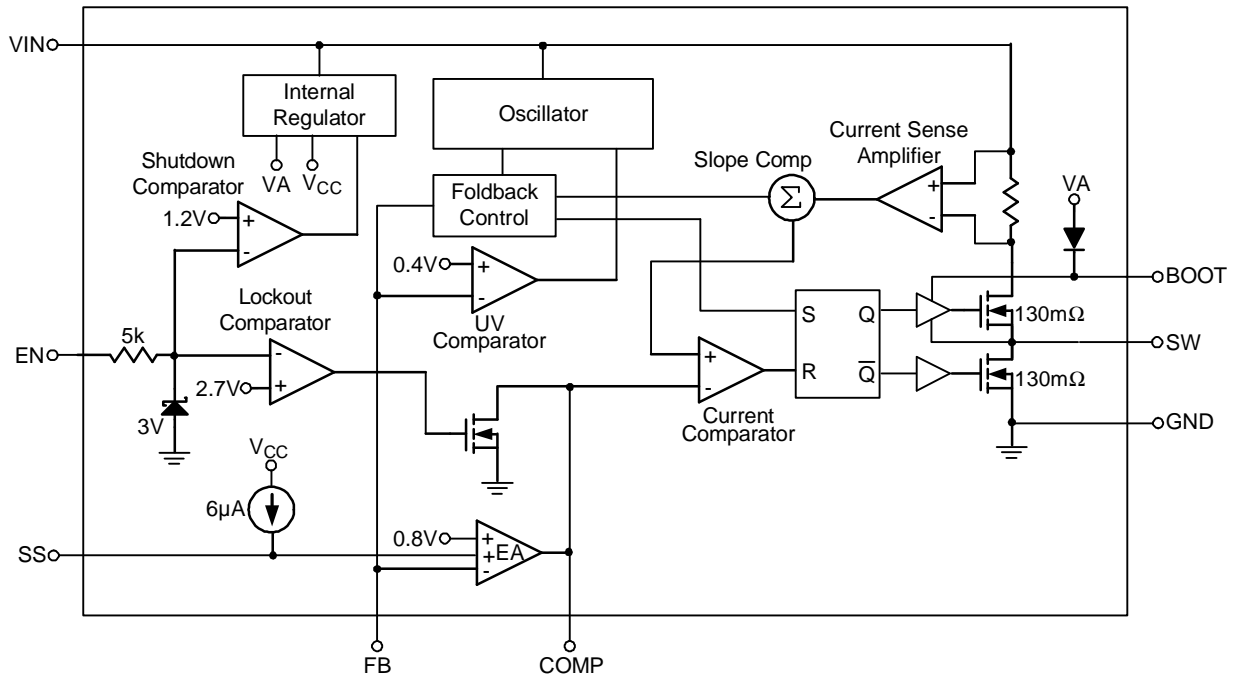 VIN
Internal
Regulator
Oscillator
Current Sense
Amplifier
Shutdown
Comparator
VA
VCC
Slope Comp
Foldback
Control
Σ
+
-
VA
1.2V
+
-
0.4V
+
-
UV
Comparator
BOOT
Lockout
Comparator
S
Q
130mΩ
EN
5k
-
+
2.7V
+
-
R
Q̅
SW
130mΩ
3V
Current
Comparator
GND
VCC
6µA
0.8V
+
+
-
EA
SS
FB
COMP